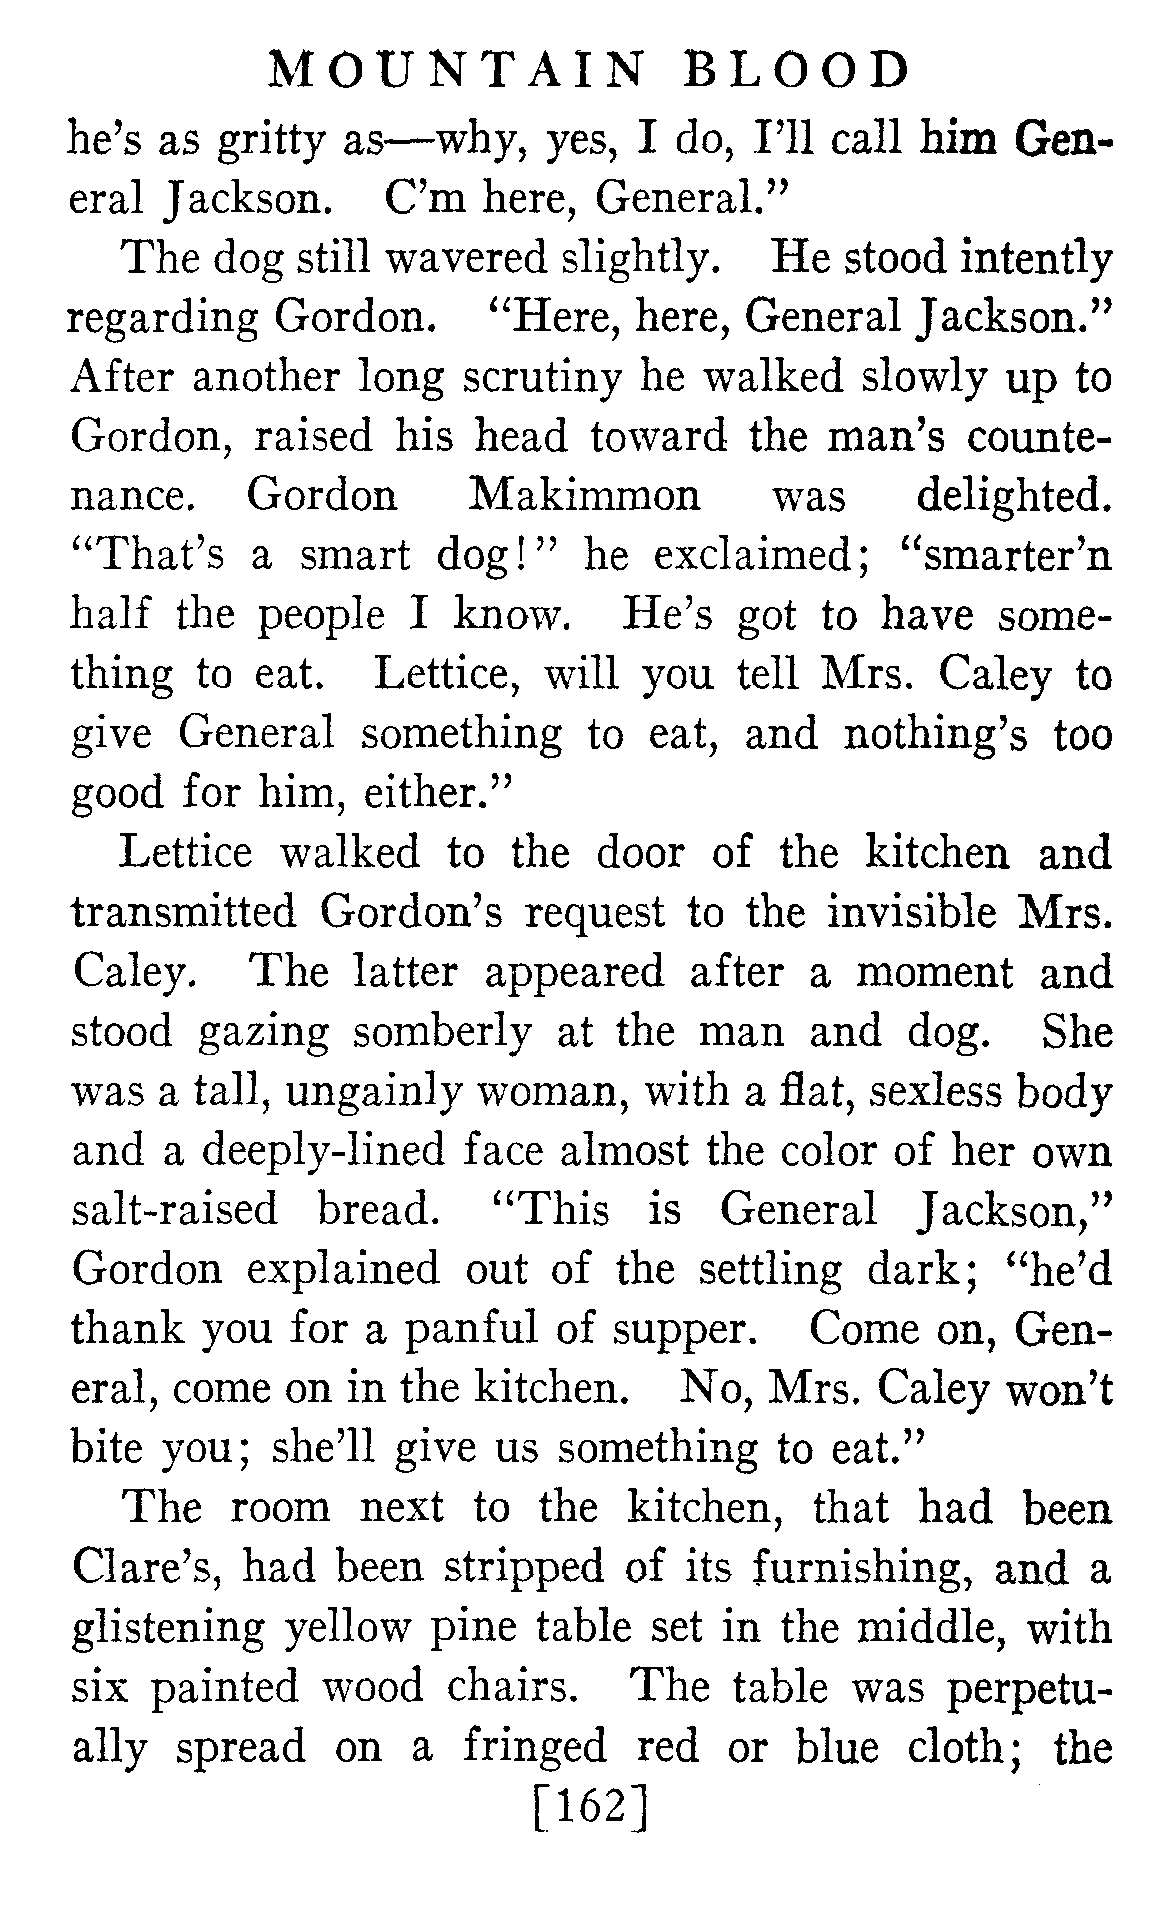 MOUNTAIN BLOOD
he's as gritty as—why, yes, I do, I'll call him Gen-
eral Jackson. C'm here, General."
The dog still wavered slightly. He stood intently
regarding Gordon. "Here, here, General Jackson."
After another long scrutiny he walked slowly up to
Gordon, raised his head toward the man's counte-
nance. Gordon Makimmon was delighted.
"That's a smart dog!" he exclaimed; "smarter'n
half the people I know. He's got to have some-
thing to eat. Lettice, will you tell Mrs. Caley to
give General something to eat, and nothing's too
good for him, either."
Lettice walked to the door of the kitchen and
transmitted Gordon's request to the invisible Mrs.
Caley. The latter appeared after a moment and
stood gazing somberly at the man and dog. She
was a tall, ungainly woman, with a flat, sexless body
and a deeply-lined face almost the color of her own
salt-raised bread. "This is General Jackson,"
Gordon explained out of the settling dark; "he'd
thank you for a panful of supper. Come on, Gen-
eral, come on in the kitchen. No, Mrs. Caley won't
bite you; she'll give us something to eat."
The room next to the kitchen, that had been
Clare's, had been stripped of its furnishing, and a
glistening yellow pine table set in the middle, with
six painted wood chairs. The table was perpetu-
ally spread on a fringed red or blue cloth; the
[162]